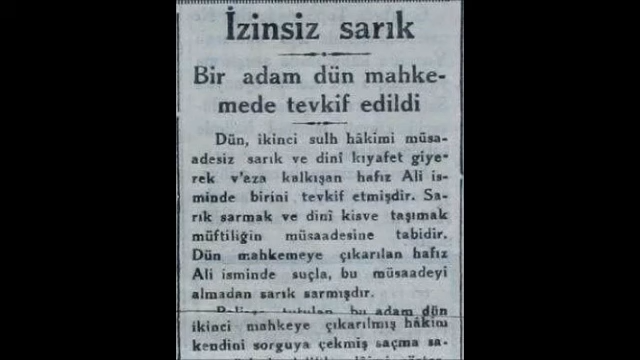 İzinsiz sarık
Bir adam dün mahke-
mede tevkif edildi
Dün, ikinci sulh hâkimi müsa-
adesiz sarık ve dinî kıyafet giye-
rek v'aza kalkışan hafız Ali is-
minde birini tevkif etmişdir. Sa-
rık sarmak ve dinî kisve taşımak
müftiliğin müsaadesine tabidir.
Dün mahkemeye çıkarılan hafız
Ali isminde suçla, bu müsaadeyi
almadan sarık sarmışdır.
bu adam dün
ikinci mahkeye çıkarılmış hâkim
kendini sorguya çekmiş saçma sa-